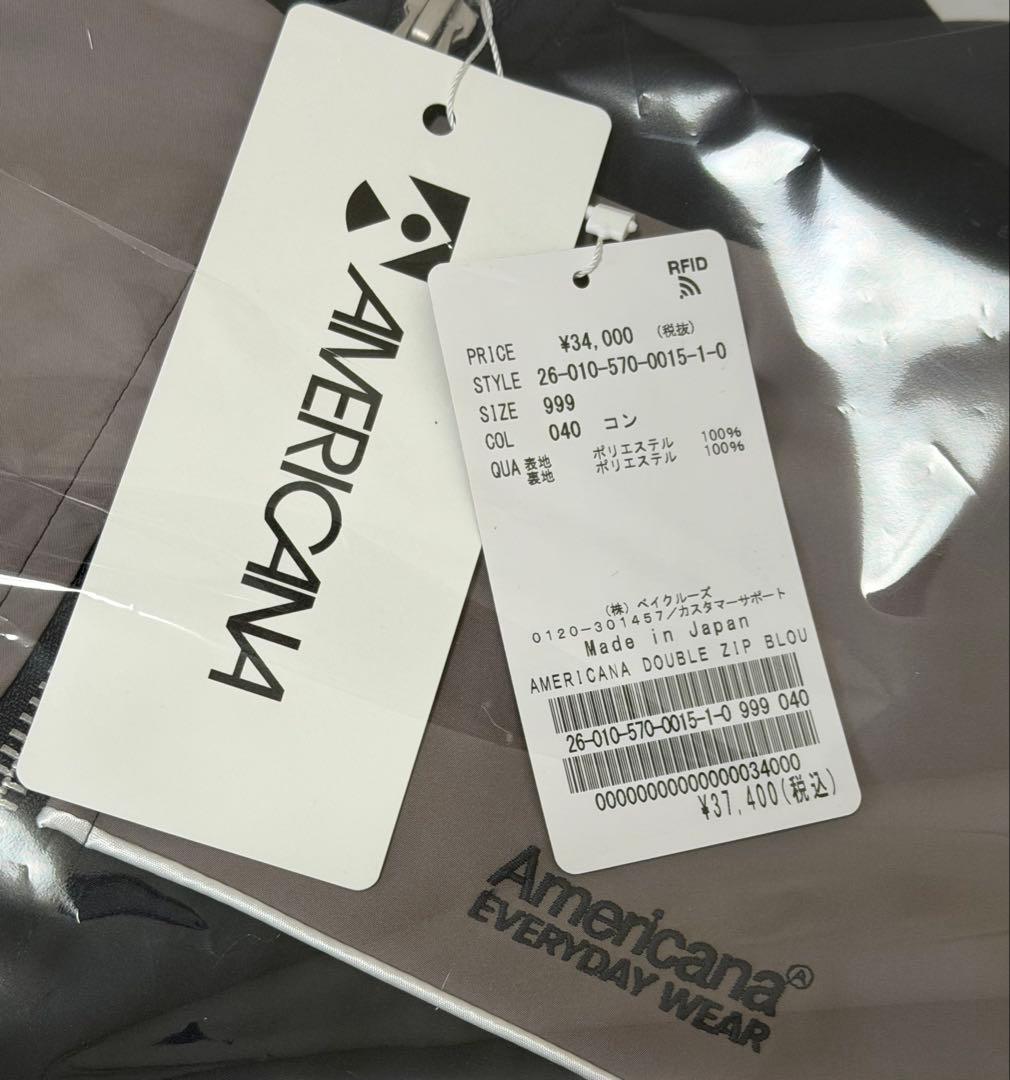 AMERICANA
RFID
PRICE ¥34,000 (税抜)
STYLE 26-010-570-0015-1-0
SIZE 999
COL 040 コン
QUA 表地 ポリエステル 100%
裏地 ポリエステル 100%
(株) ベイクルーズ
0120-301457/カスタマーサポート
Made in Japan
AMERICANA DOUBLE ZIP BLOU
26-010-570-0015-1-0 999 040
0000000000000034000
¥37,400(税込)
Americana
EVERYDAY WEAR